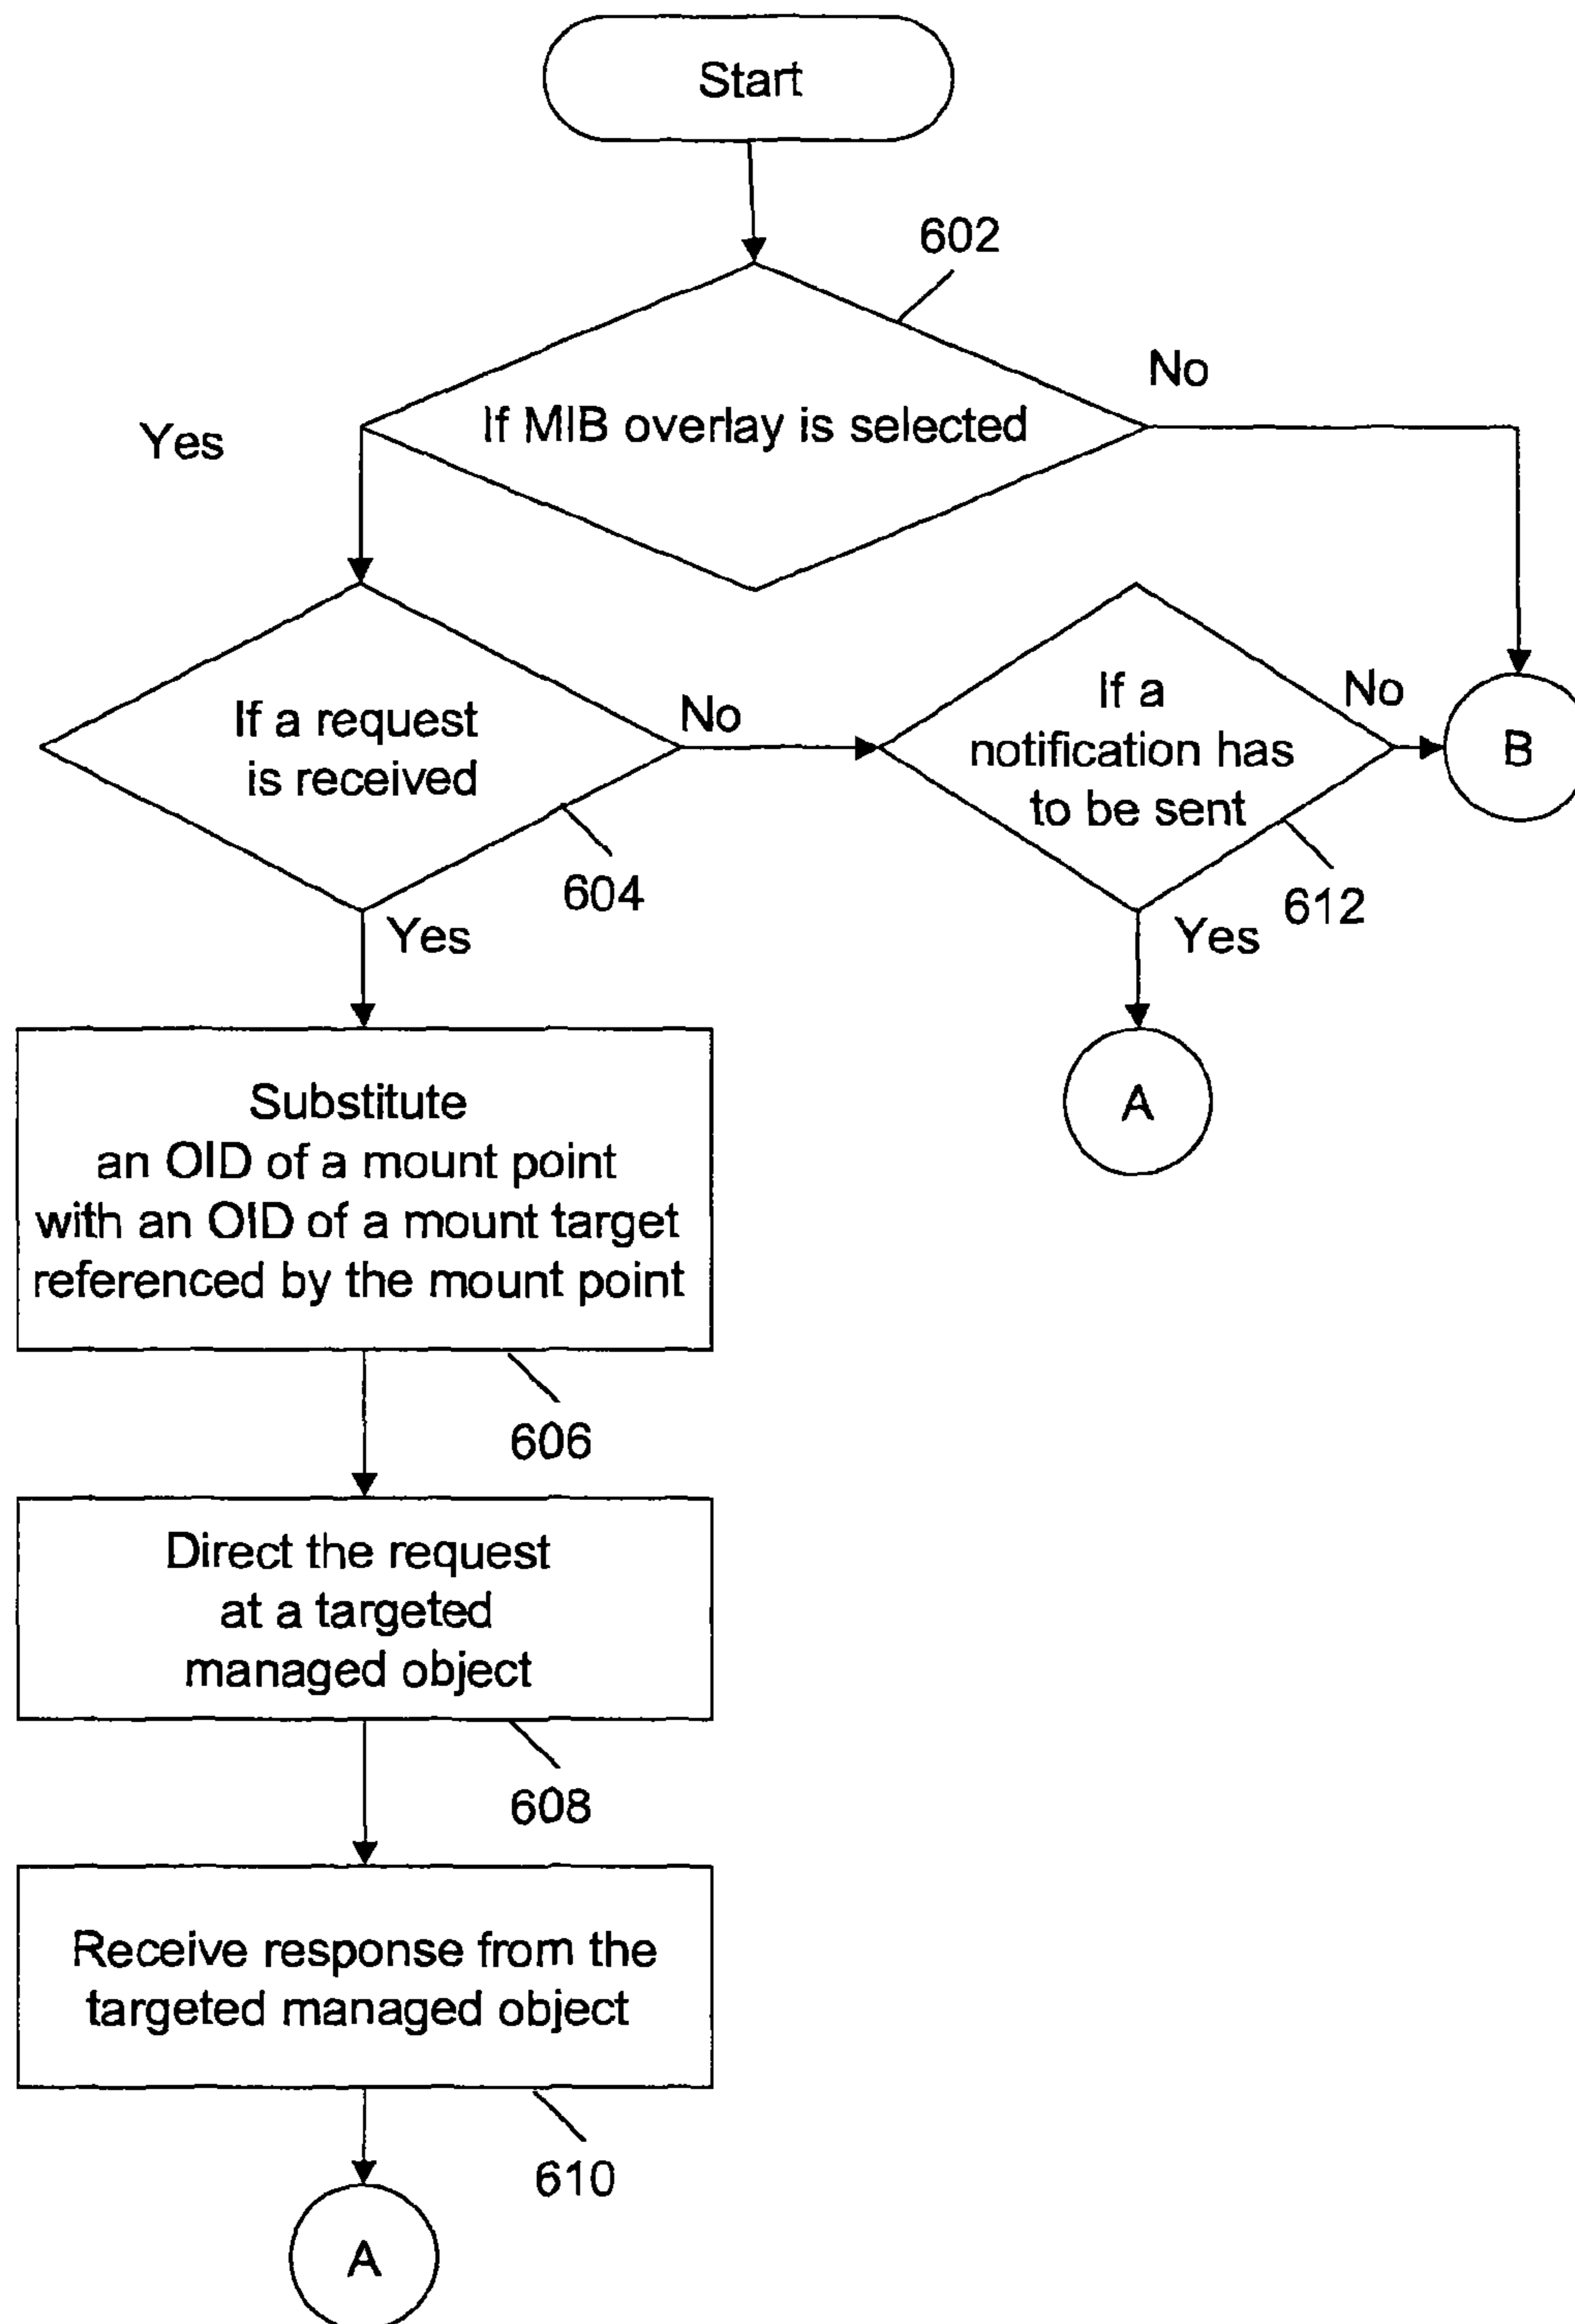 Start
602
No
If MIB overlay is selected
Yes
If a request
is received
No
If a
notification has
to be sent
No
B
604
612
Yes
Yes
Substitute
an OID of a mount point
with an OID of a mount target
referenced by the mount point
A
606
Direct the request
at a targeted
managed object
608
Receive response from the
targeted managed object
610
A